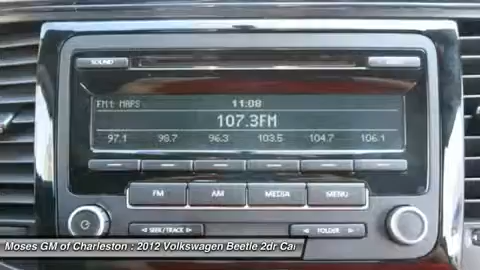 SOUND
FM1 MAPS 11:08
107.3FM
97.1 98.7 96.3 103.5 104.7 106.1
FM AM MEDIA MENU
SEEK/TRACK FOLDER
Moses GM of Charleston : 2012 Volkswagen Beetle 2dr Car